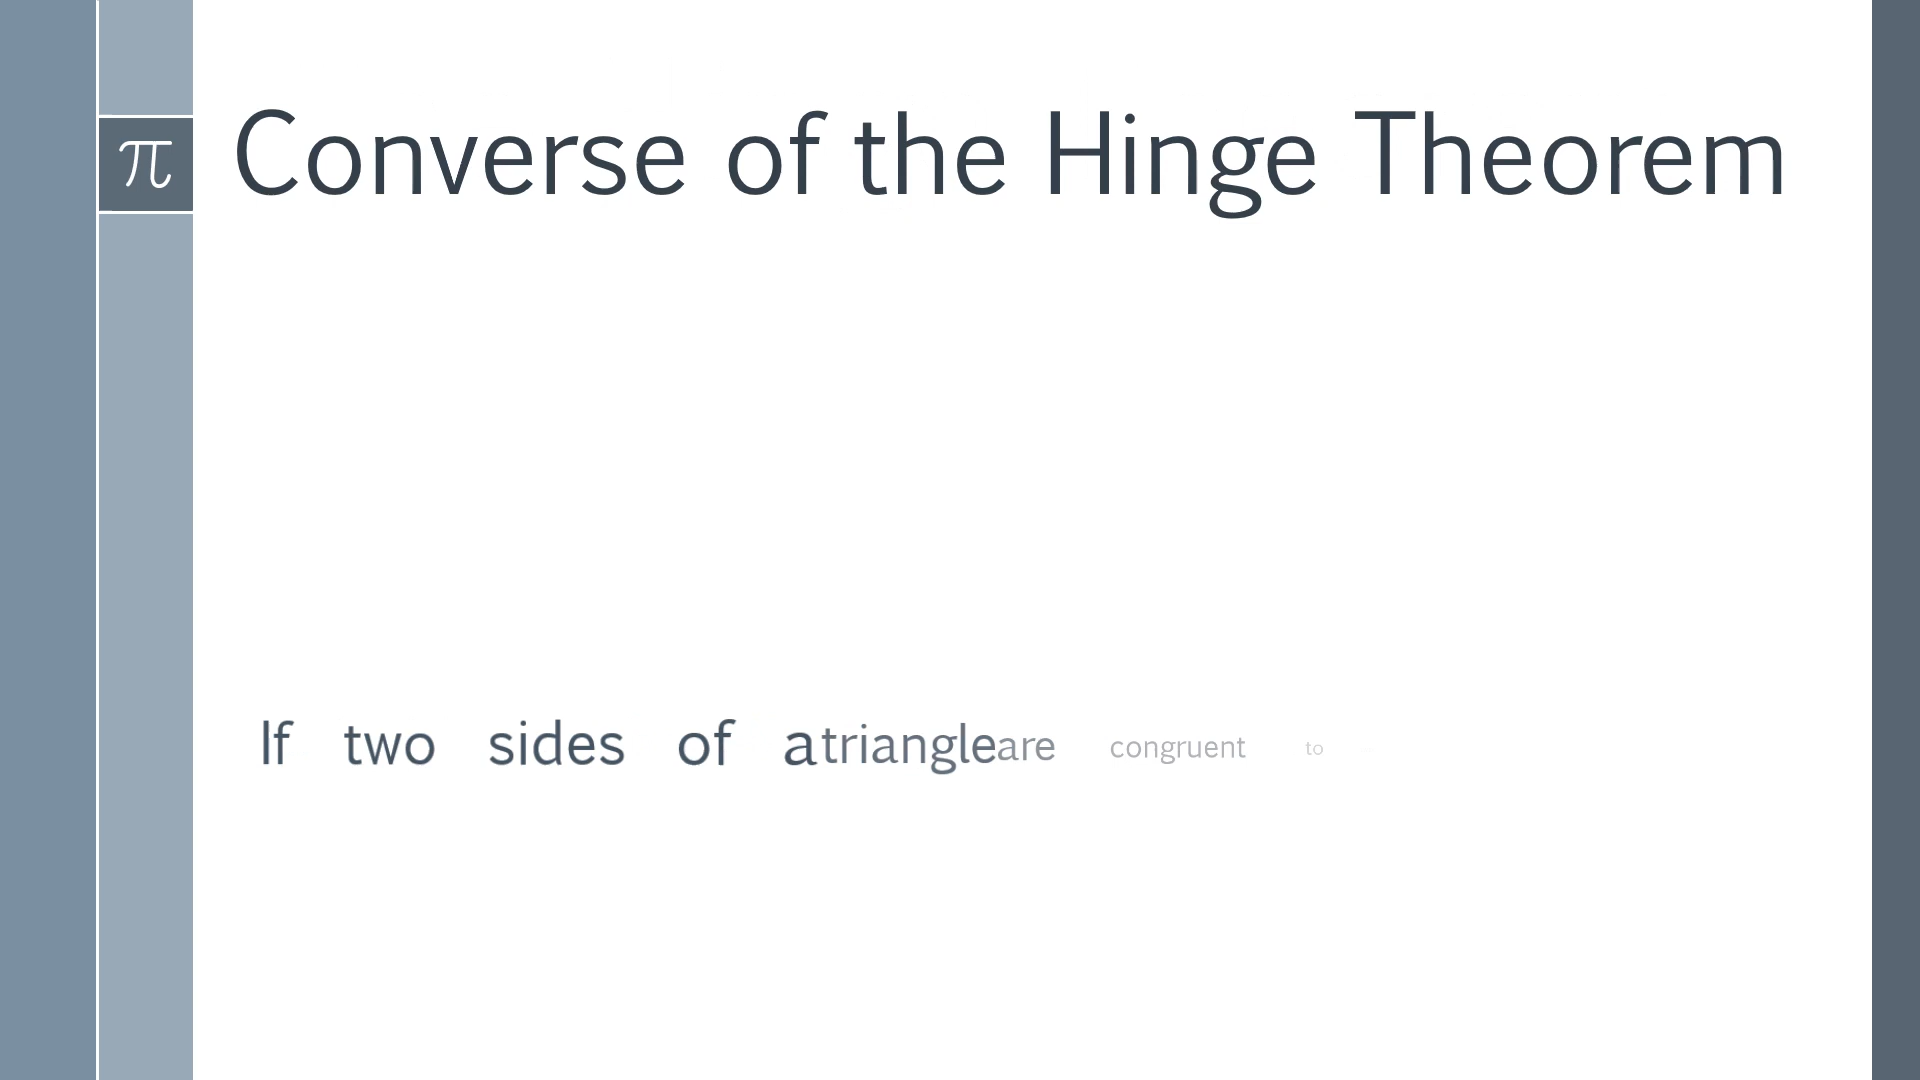 π
Converse of the Hinge Theorem
If two sides of a triangle are congruent to